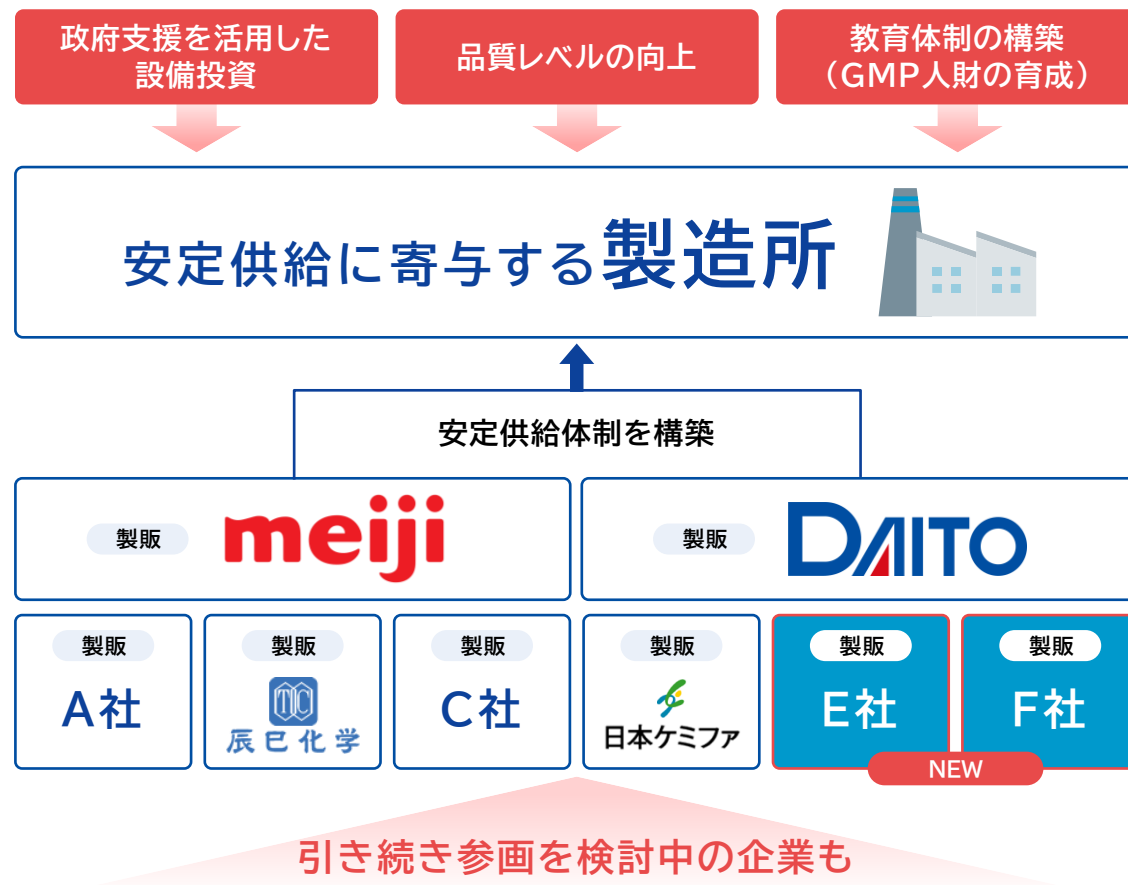 政府支援を活用した
設備投資
品質レベルの向上
教育体制の構築
（GMP人財の育成）
安定供給に寄与する製造所
安定供給体制を構築
製販 meiji
製販 DAITO
製販
A社
製販
TC
辰巳化学
製販
C社
製販
日本ケミファ
製販
E社
製販
F社
NEW
引き続き参画を検討中の企業も